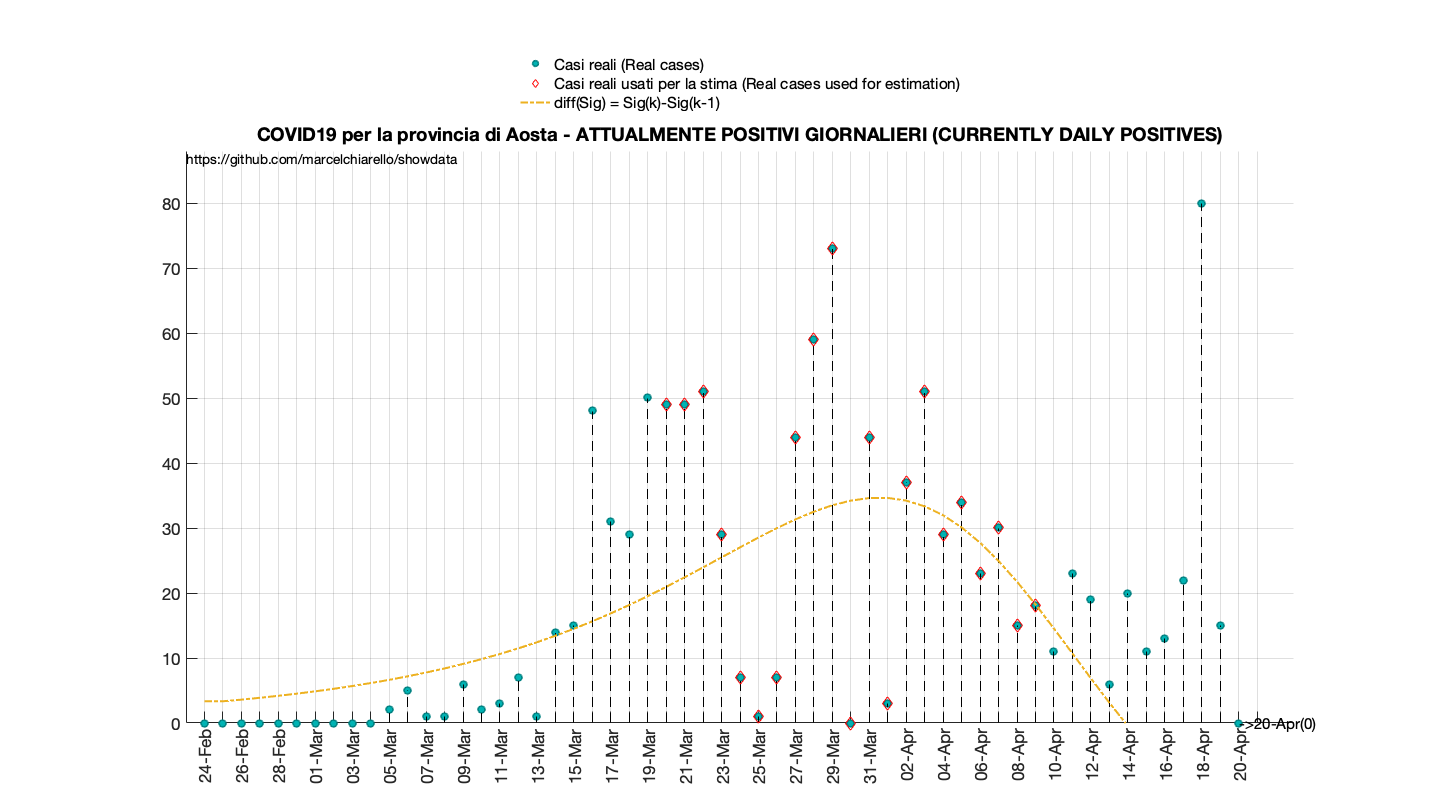 Casi reali (Real cases)
Casi reali usati per la stima (Real cases used for estimation)
diff(Sig) = Sig(k)-Sig(k-1)
COVID19 per la provincia di Aosta - ATTUALMENTE POSITIVI GIORNALIERI (CURRENTLY DAILY POSITIVES)
https://github.com/marcelchiarello/showdata
80
70
60
50
40
30
20
10
0
->20-Apr(0)
24-Feb
26-Feb
28-Feb
01-Mar
03-Mar
05-Mar
07-Mar
09-Mar
11-Mar
13-Mar
15-Mar
17-Mar
19-Mar
21-Mar
23-Mar
25-Mar
27-Mar
29-Mar
31-Mar
02-Apr
04-Apr
06-Apr
08-Apr
10-Apr
12-Apr
14-Apr
16-Apr
18-Apr
20-Apr